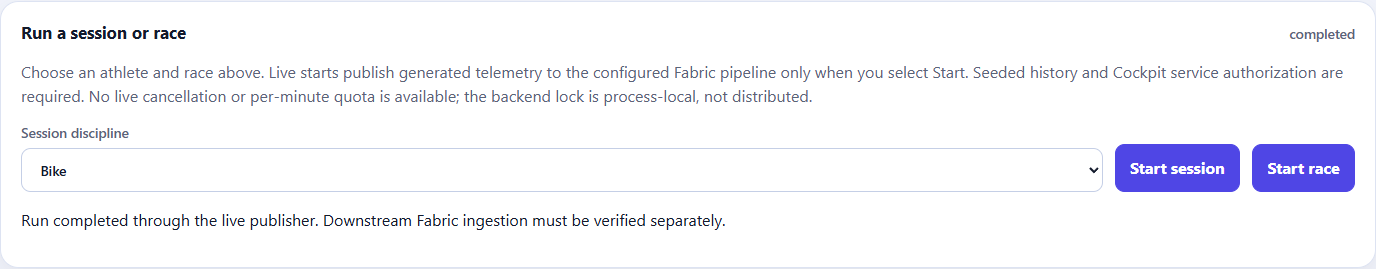 Run a session or race
completed
Choose an athlete and race above. Live starts publish generated telemetry to the configured Fabric pipeline only when you select Start. Seeded history and Cockpit service authorization are
required. No live cancellation or per-minute quota is available; the backend lock is process-local, not distributed.
Session discipline
Bike
Start session
Start race
Run completed through the live publisher. Downstream Fabric ingestion must be verified separately.